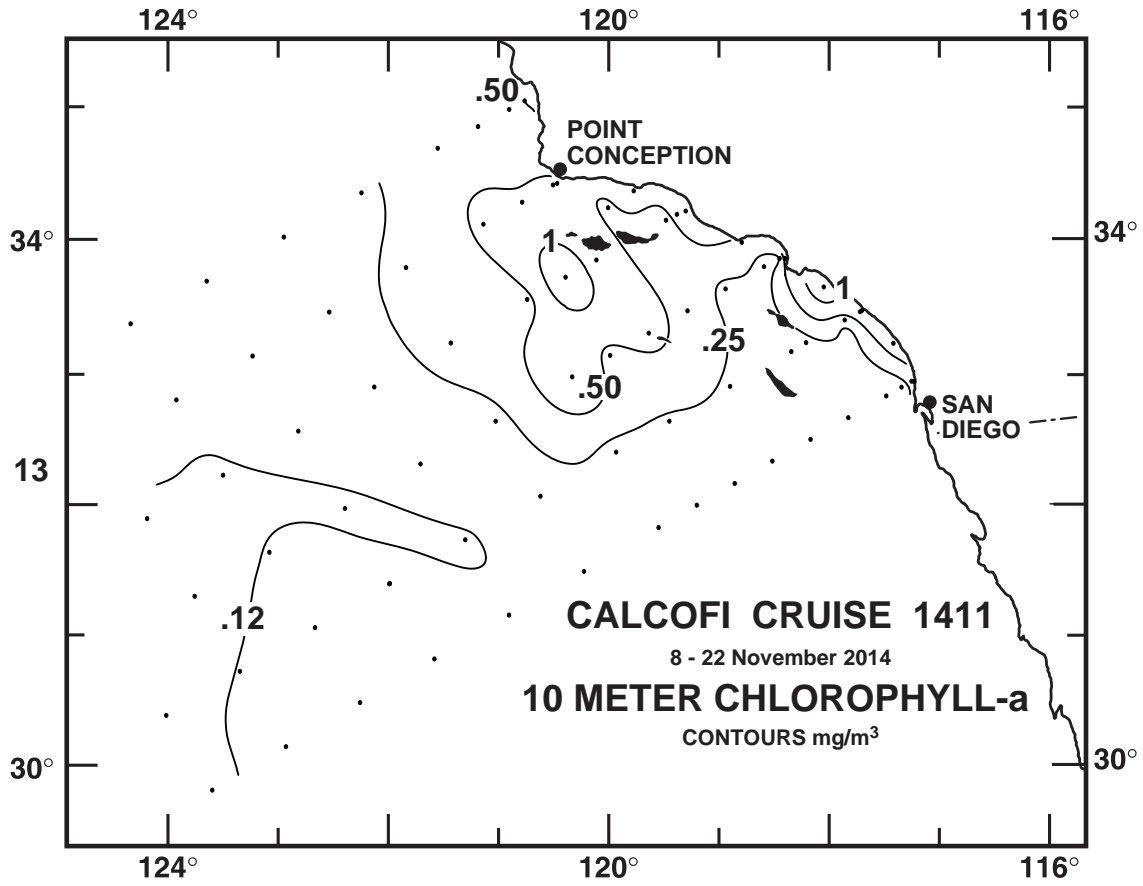 124° 120° 116°
.50
POINT
CONCEPTION
34° 34°
1
1
.25
.50
SAN
DIEGO
13
.12
CALCOFI CRUISE 1411
8 - 22 November 2014
10 METER CHLOROPHYLL-a
CONTOURS mg/m³
30° 30°
124° 120° 116°